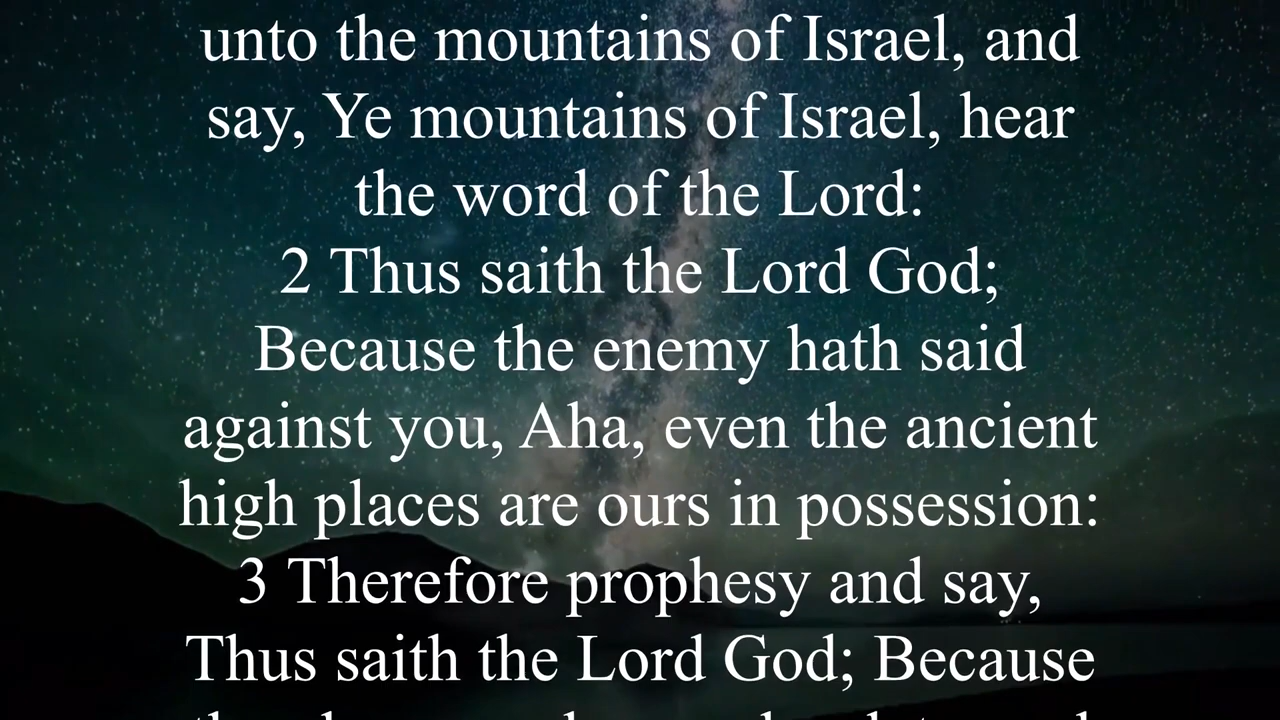 unto the mountains of Israel, and
say, Ye mountains of Israel, hear
the word of the Lord:
2 Thus saith the Lord God;
Because the enemy hath said
against you, Aha, even the ancient
high places are ours in possession:
3 Therefore prophesy and say,
Thus saith the Lord God; Because